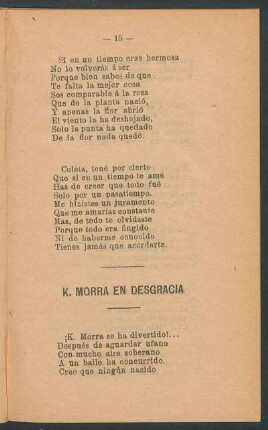 — 15 —
Si en un tiempo eras hermosa
No lo volverás á ser
Porque bien sabes de que
Te falta la mejor cosa
Sos comparable á la rosa
Que de la planta nació,
Y apenas la flor abrió
El viento la ha deshojado,
Solo la punta ha quedado
De la flor nada quedó.
Coleta, tené por cierto
Que si en un tiempo te amé
Has de creer que todo fué
Solo por un pasatiempo.
Me hicistes un juramento
Que me amarias constante
Mas, de todo te olvidaste
Porque todo era fingido
Ni de haberme conocido
Tienes jamás que acordarte.
K. MORRA EN DESGRACIA
¡K. Morra se ha divertido!...
Después de aguardar ufano
Con mucho aire soberano
A un baile ha concurrido.
Creo que ningún nacido